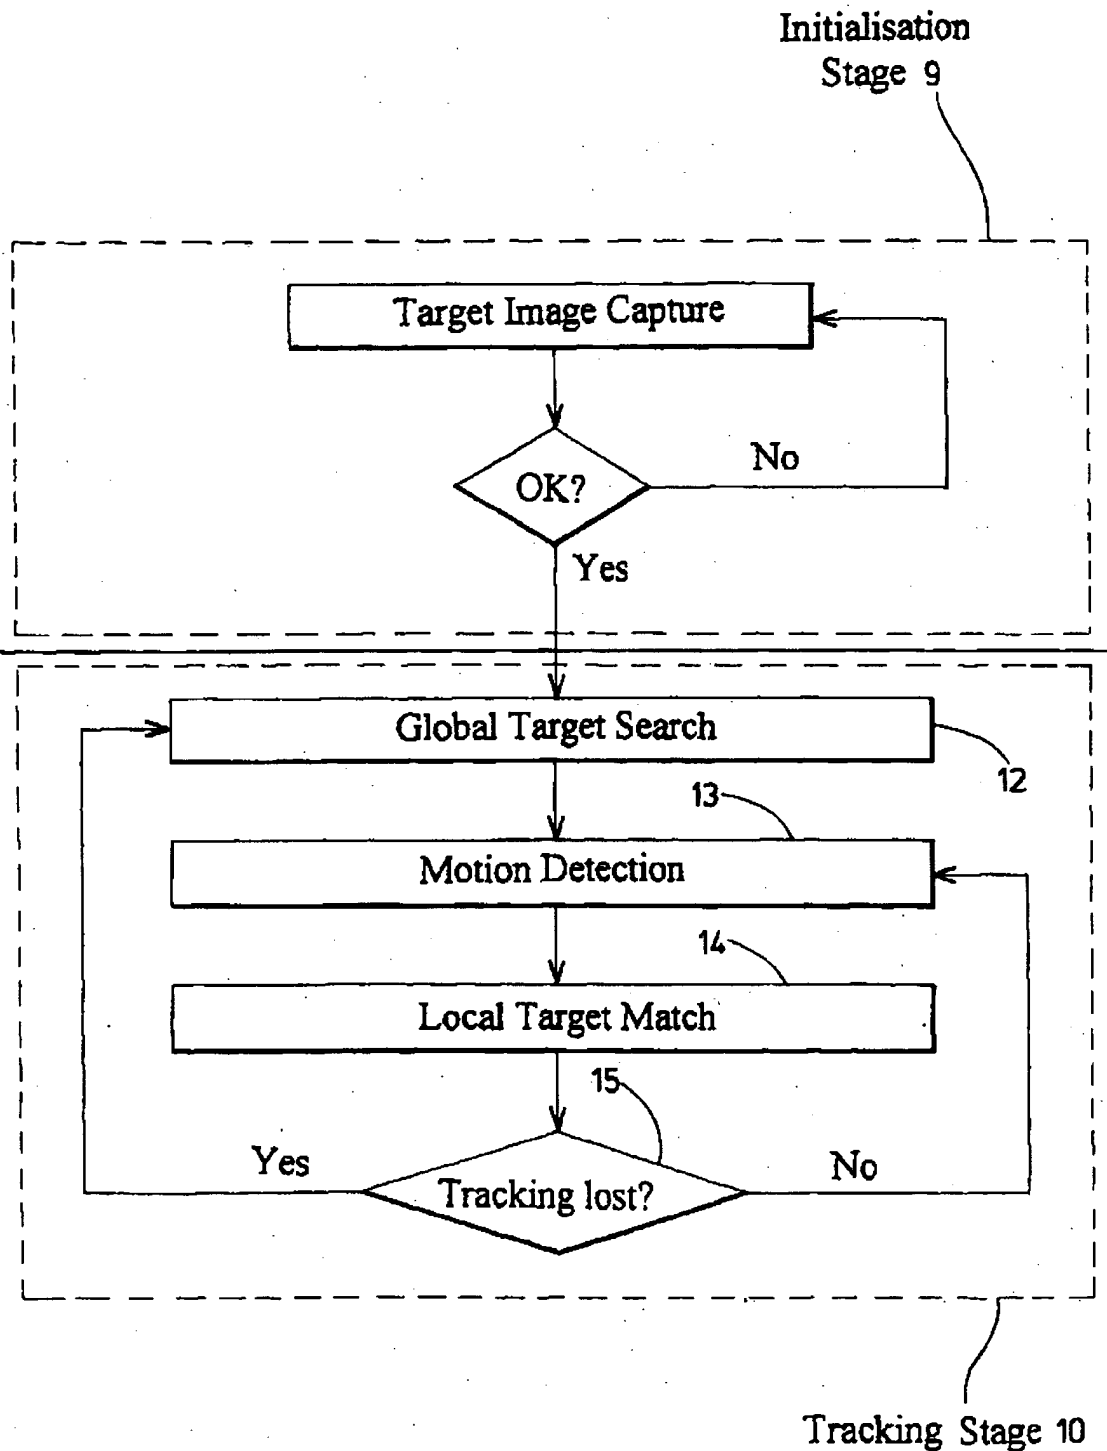 Initialisation
Stage 9
Target Image Capture
OK?
No
Yes
Global Target Search
12
13
Motion Detection
14
Local Target Match
15
Yes
Tracking lost?
No
Tracking Stage 10